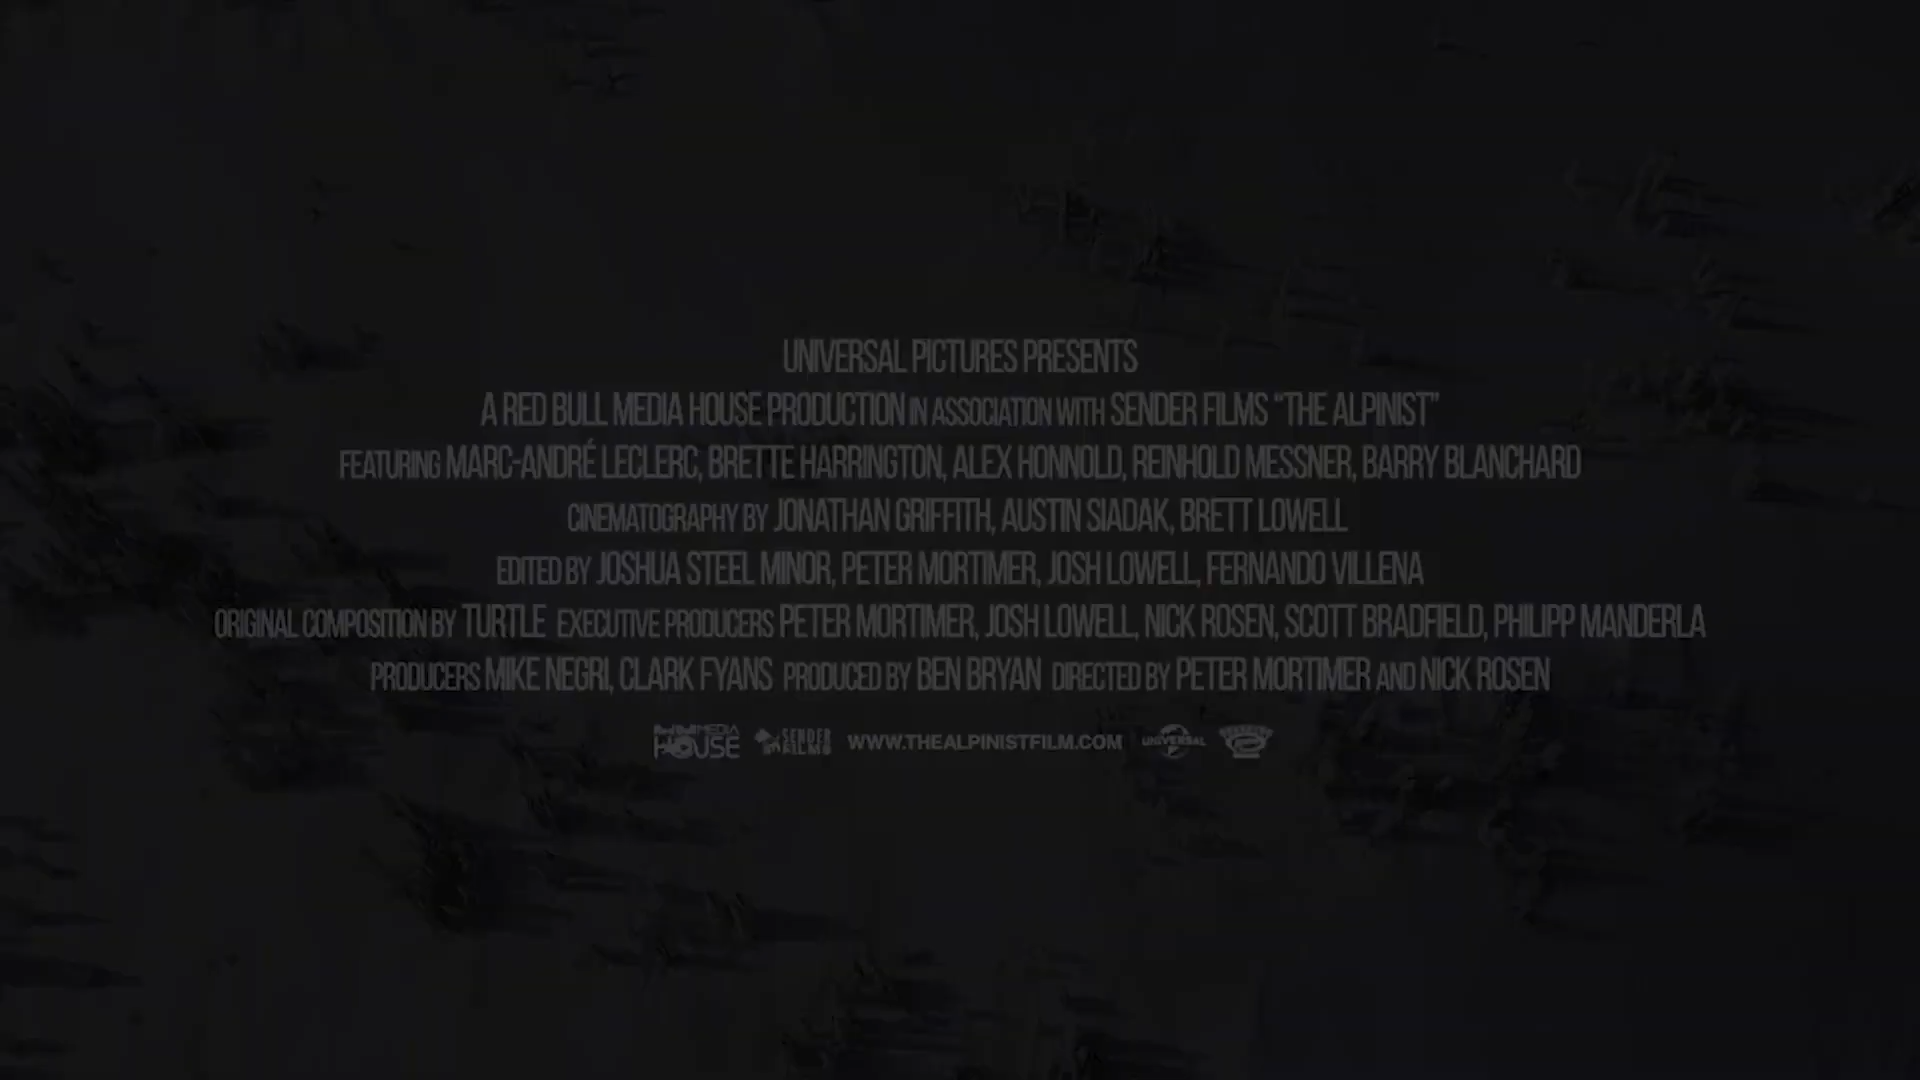 UNIVERSAL PICTURES PRESENTS
A RED BULL MEDIA HOUSE PRODUCTION IN ASSOCIATION WITH SENDER FILMS “THE ALPINIST”
FEATURING MARC-ANDRÉ LECLERC, BRETTE HARRINGTON, ALEX HONNOLD, REINHOLD MESSNER, BARRY BLANCHARD
CINEMATOGRAPHY BY JONATHAN GRIFFITH, AUSTIN SIADAK, BRETT LOWELL
EDITED BY JOSHUA STEEL MINOR, PETER MORTIMER, JOSH LOWELL, FERNANDO VILLENA
ORIGINAL COMPOSITION BY TURTLE EXECUTIVE PRODUCERS PETER MORTIMER, JOSH LOWELL, NICK ROSEN, SCOTT BRADFIELD, PHILIPP MANDERLA
PRODUCERS MIKE NEGRI, CLARK FYANS PRODUCED BY BEN BRYAN DIRECTED BY PETER MORTIMER AND NICK ROSEN
Red Bull MEDIA HOUSE SENDER FILMS WWW.THEALPINISTFILM.COM UNIVERSAL